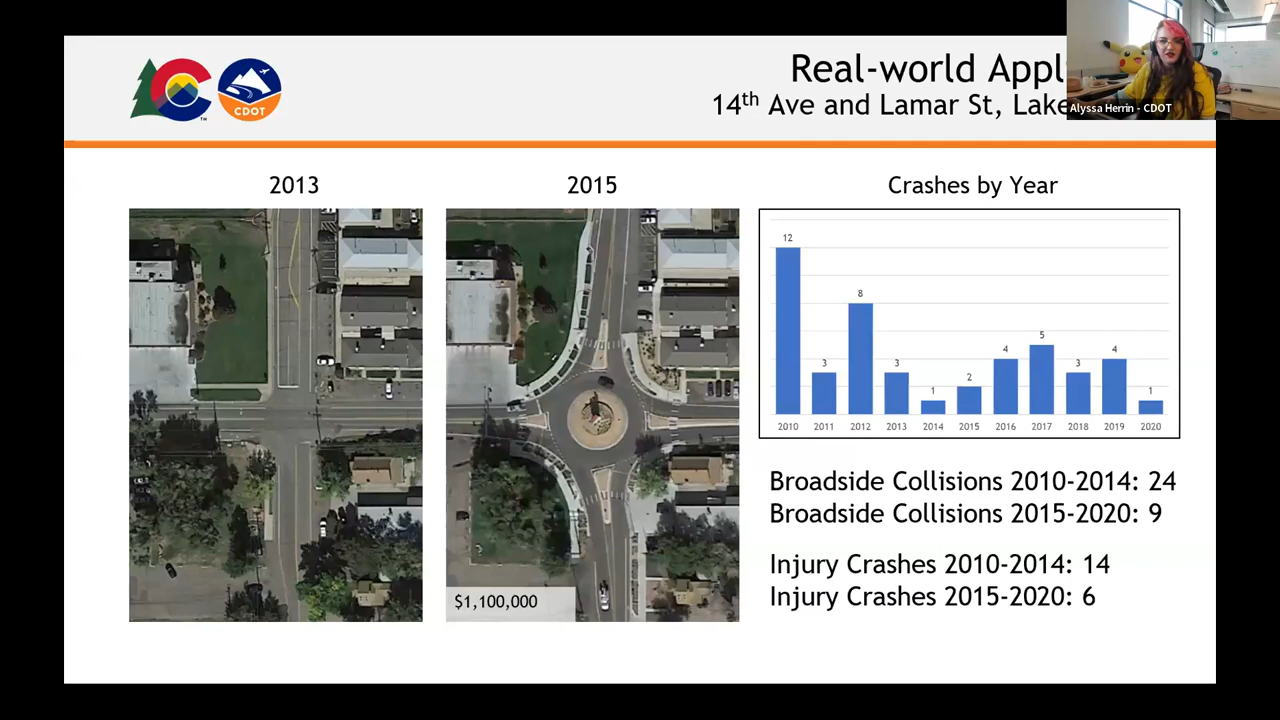 Real-world Appl
14th Ave and Lamar St, Lake
Alyssa Herrin - CDOT
CDOT
TM
2013
2015
Crashes by Year
12
3
8
3
1
2
4
5
3
4
1
2010 2011 2012 2013 2014 2015 2016 2017 2018 2019 2020
$1,100,000
Broadside Collisions 2010-2014: 24
Broadside Collisions 2015-2020: 9
Injury Crashes 2010-2014: 14
Injury Crashes 2015-2020: 6